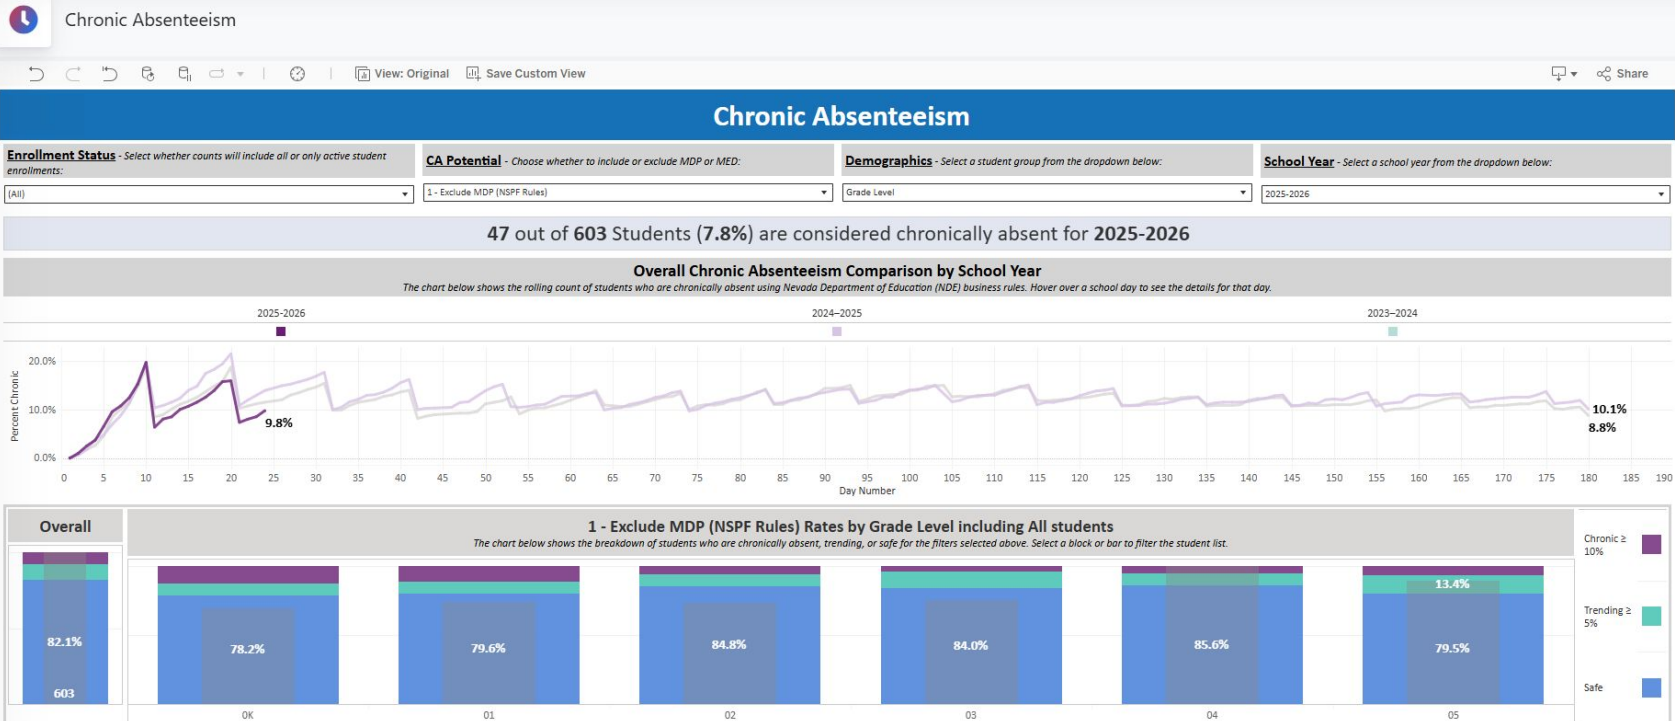 Chronic Absenteeism
View: Original
Save Custom View
Share
Chronic Absenteeism
Enrollment Status - Select whether counts will include all or only active student
enrollments:
CA Potential - Choose whether to include or exclude MDP or MED:
Demographics - Select a student group from the dropdown below:
School Year - Select a school year from the dropdown below:
(All)
1 - Exclude MDP (NSPF Rules)
Grade Level
2025-2026
47 out of 603 Students (7.8%) are considered chronically absent for 2025-2026
Overall Chronic Absenteeism Comparison by School Year
The chart below shows the rolling count of students who are chronically absent using Nevada Department of Education (NDE) business rules. Hover over a school day to see the details for that day.
2025-2026
2024–2025
2023–2024
Percent Chronic
20.0%
10.0%
0.0%
9.8%
10.1%
8.8%
0 5 10 15 20 25 30 35 40 45 50 55 60 65 70 75 80 85 90 95 100 105 110 115 120 125 130 135 140 145 150 155 160 165 170 175 180 185 190
Day Number
Overall
82.1%
603
1 - Exclude MDP (NSPF Rules) Rates by Grade Level including All students
The chart below shows the breakdown of students who are chronically absent, trending, or safe for the filters selected above. Select a block or bar to filter the student list.
78.2%
79.6%
84.8%
84.0%
85.6%
13.4%
79.5%
0K 01 02 03 04 05
Chronic ≥
10%
Trending ≥
5%
Safe